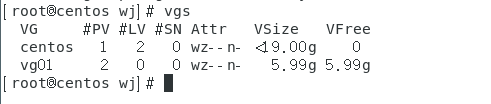 [root@centos wj]# vgs
  VG     #PV #LV #SN Attr   VSize   VFree
  centos   1   2   0 wz--n- <19.00g    0
  vg01     2   0   0 wz--n-   5.99g 5.99g
[root@centos wj]#